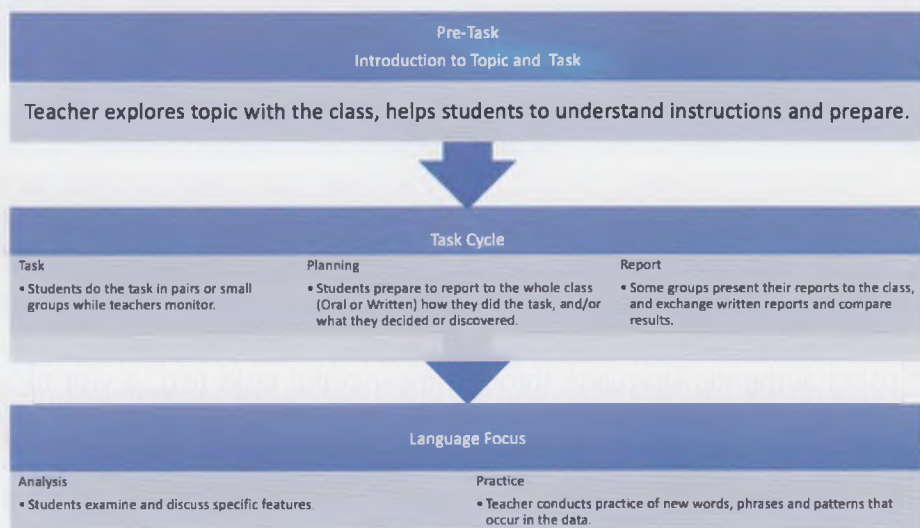 Pre-Task
Introduction to Topic and Task
Teacher explores topic with the class, helps students to understand instructions and prepare.
Task Cycle
Task
• Students do the task in pairs or small
groups while teachers monitor.
Planning
• Students prepare to report to the whole class
(Oral or Written) how they did the task, and/or
what they decided or discovered.
Report
• Some groups present their reports to the class,
and exchange written reports and compare
results.
Language Focus
Analysis
• Students examine and discuss specific features.
Practice
• Teacher conducts practice of new words, phrases and patterns that
occur in the data.